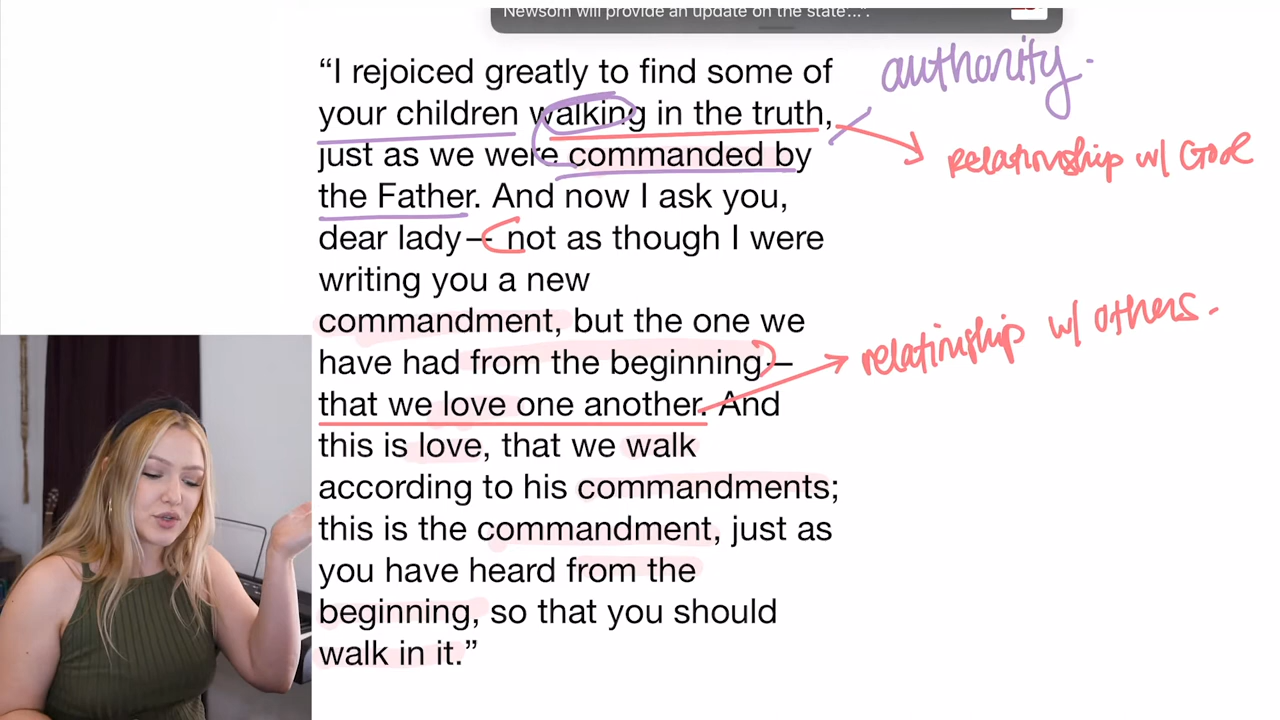 Newsom will provide an update on the state...".
“I rejoiced greatly to find some of
your children walking in the truth,
just as we were commanded by
the Father. And now I ask you,
dear lady— not as though I were
writing you a new
commandment, but the one we
have had from the beginning—
that we love one another. And
this is love, that we walk
according to his commandments;
this is the commandment, just as
you have heard from the
beginning, so that you should
walk in it.”
authority.
relationship w/ God
relatinship w/ others.